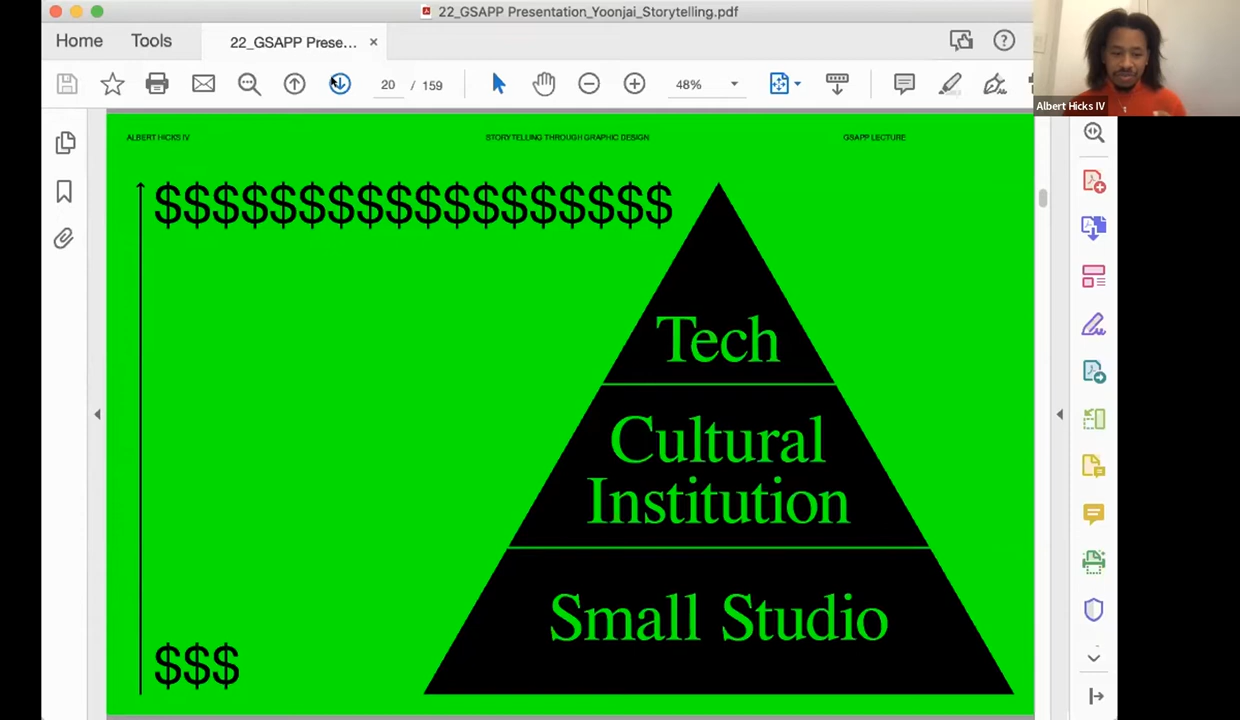 22_GSAPP Presentation_Yoonjai_Storytelling.pdf
Home
Tools
22_GSAPP Prese...
20 / 159
48%
Albert Hicks IV
ALBERT HICKS IV
STORYTELLING THROUGH GRAPHIC DESIGN
GSAPP LECTURE
$$$$$$$$$$$$$$$$$$
Tech
Cultural
Institution
Small Studio
$$$